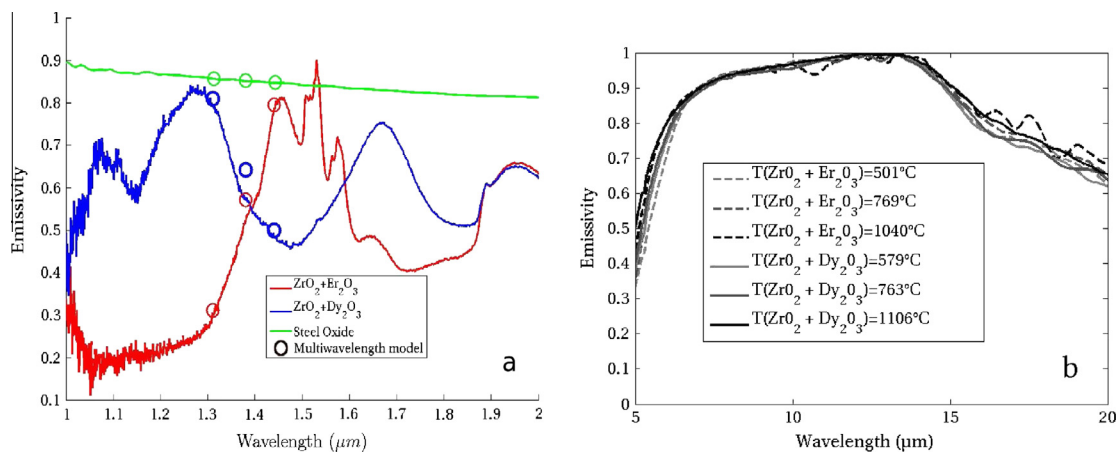 1
0.9
0.8
0.7
0.6
0.5
0.4
0.3
0.2
0.1
Emissivity
1 1.1 1.2 1.3 1.4 1.5 1.6 1.7 1.8 1.9 2
Wavelength (μm)
ZrO₂+Er₂O₃
ZrO₂+Dy₂O₃
Steel Oxide
Multiwavelength model
a
1
0.9
0.8
0.7
0.6
0.5
0.4
0.3
0.2
0.1
0
Emissivity
5 10 15 20
Wavelength (μm)
T(Zr0₂ + Er₂0₃)=501°C
T(Zr0₂ + Er₂0₃)=769°C
T(Zr0₂ + Er₂0₃)=1040°C
T(Zr0₂ + Dy₂0₃)=579°C
T(Zr0₂ + Dy₂0₃)=763°C
T(Zr0₂ + Dy₂0₃)=1106°C
b